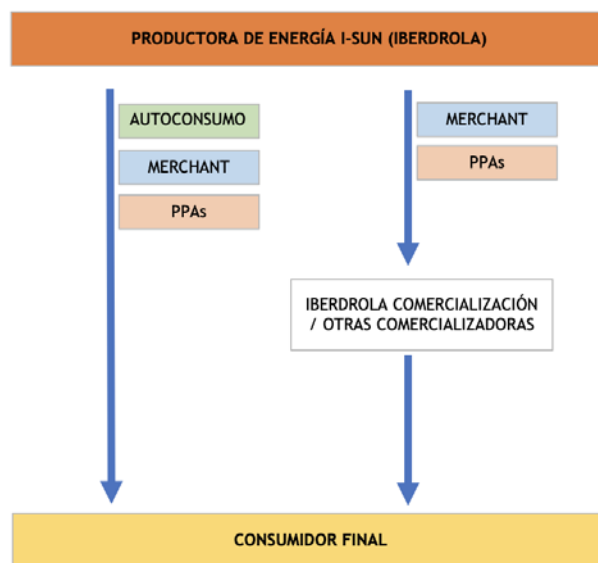 PRODUCTORA DE ENERGÍA I-SUN (IBERDROLA)
AUTOCONSUMO
MERCHANT
PPAs
MERCHANT
PPAs
IBERDROLA COMERCIALIZACIÓN
/ OTRAS COMERCIALIZADORAS
CONSUMIDOR FINAL